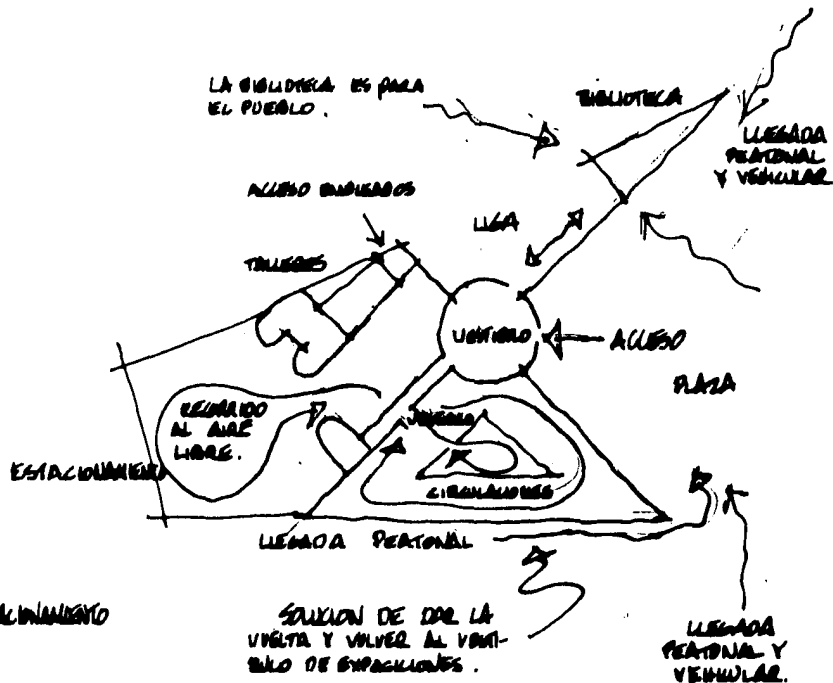 LA BIBLIOTECA ES PARA
EL PUEBLO.
BIBLIOTECA
LLEGADA
PEATONAL
Y VEHICULAR
ACCESO EMPLEADOS
LIGA
TALLERES
VESTIBULO
ACCESO
PLAZA
RECORRIDO
AL AIRE
LIBRE.
ESTACIONAMIENTO
CIRCULACIONES
LLEGADA PEATONAL
ACIONAMIENTO
SOLUCION DE DAR LA
VUELTA Y VOLVER AL VESTI-
BULO DE EXPOCICIONES.
LLEGADA
PEATONAL Y
VEHICULAR.